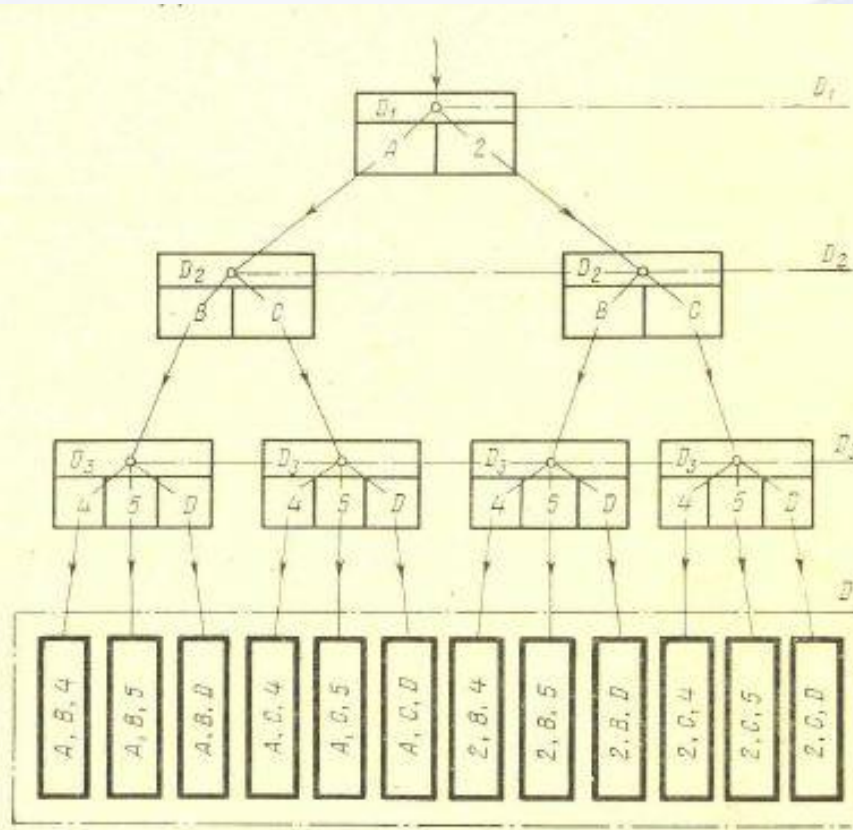 D₁ D₁
A 2
D₂ D₂ D₂
B C B C
D₃ D₃ D₃ D₃ D₃
4 5 D 4 5 D 4 5 D 4 5 D
D
A, B, 4
A, B, 5
A, B, D
A, C, 4
A, C, 5
A, C, D
2, B, 4
2, B, 5
2, B, D
2, C, 4
2, C, 5
2, C, D